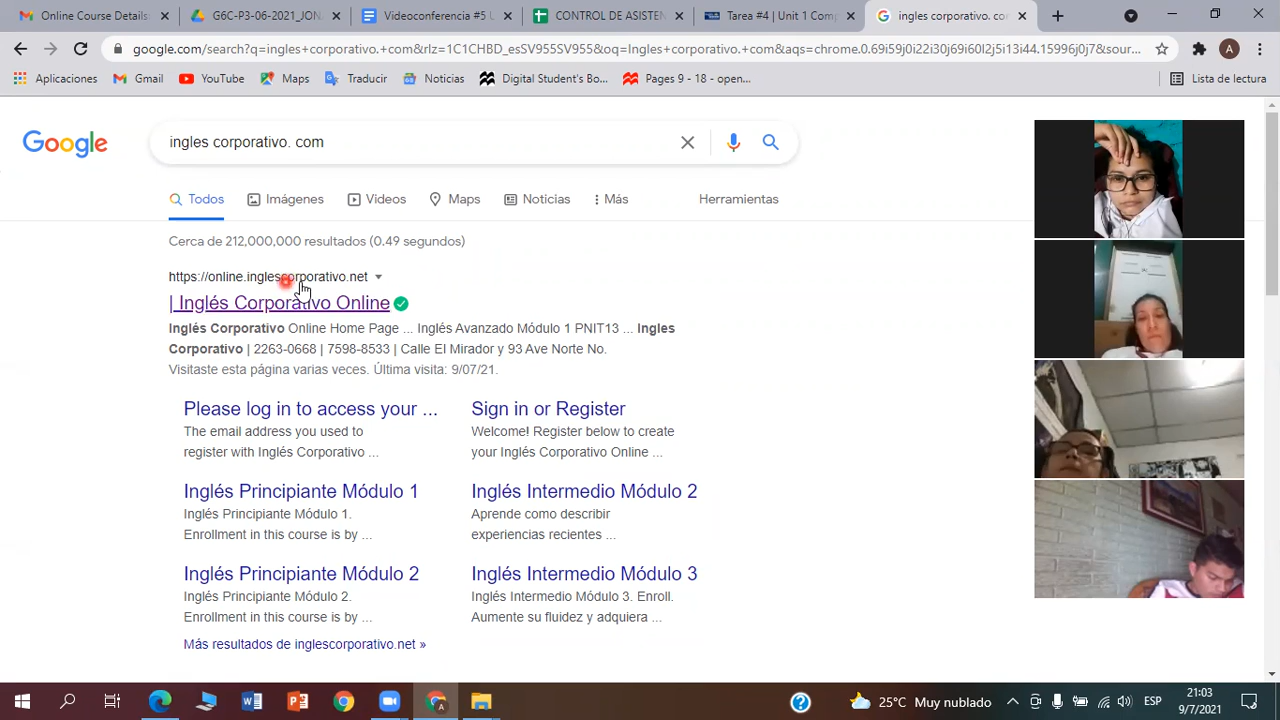 Online Course Details:
G6C-P3-06-2021_JON
Videoconferencia #5 U
CONTROL DE ASISTEN
Tarea #4 | Unit 1 Comp
ingles corporativo. co
google.com/search?q=ingles+corporativo.+com&rlz=1C1CHBD_esSV955SV955&oq=Ingles+corporativo.+com&aqs=chrome.0.69i59j0i22i30j69i60l2j5i13i44.15996j0j7&sour...
A
Aplicaciones
Gmail
YouTube
Maps
Traducir
Noticias
Digital Student's Bo...
Pages 9 - 18 - open...
Lista de lectura
Google
ingles corporativo. com
Todos
Imágenes
Videos
Maps
Noticias
Más
Herramientas
Cerca de 212,000,000 resultados (0.49 segundos)
https://online.inglescorporativo.net
| Inglés Corporativo Online
Inglés Corporativo Online Home Page ... Inglés Avanzado Módulo 1 PNIT13 ... Ingles
Corporativo | 2263-0668 | 7598-8533 | Calle El Mirador y 93 Ave Norte No.
Visitaste esta página varias veces. Última visita: 9/07/21.
Please log in to access your ...
The email address you used to
register with Inglés Corporativo ...
Sign in or Register
Welcome! Register below to create
your Inglés Corporativo Online ...
Inglés Principiante Módulo 1
Inglés Principiante Módulo 1.
Enrollment in this course is by ...
Inglés Intermedio Módulo 2
Aprende como describir
experiencias recientes ...
Inglés Principiante Módulo 2
Inglés Principiante Módulo 2.
Enrollment in this course is by ...
Inglés Intermedio Módulo 3
Inglés Intermedio Módulo 3. Enroll.
Aumente su fluidez y adquiera ...
Más resultados de inglescorporativo.net »
25°C Muy nublado
ESP
21:03
9/7/2021